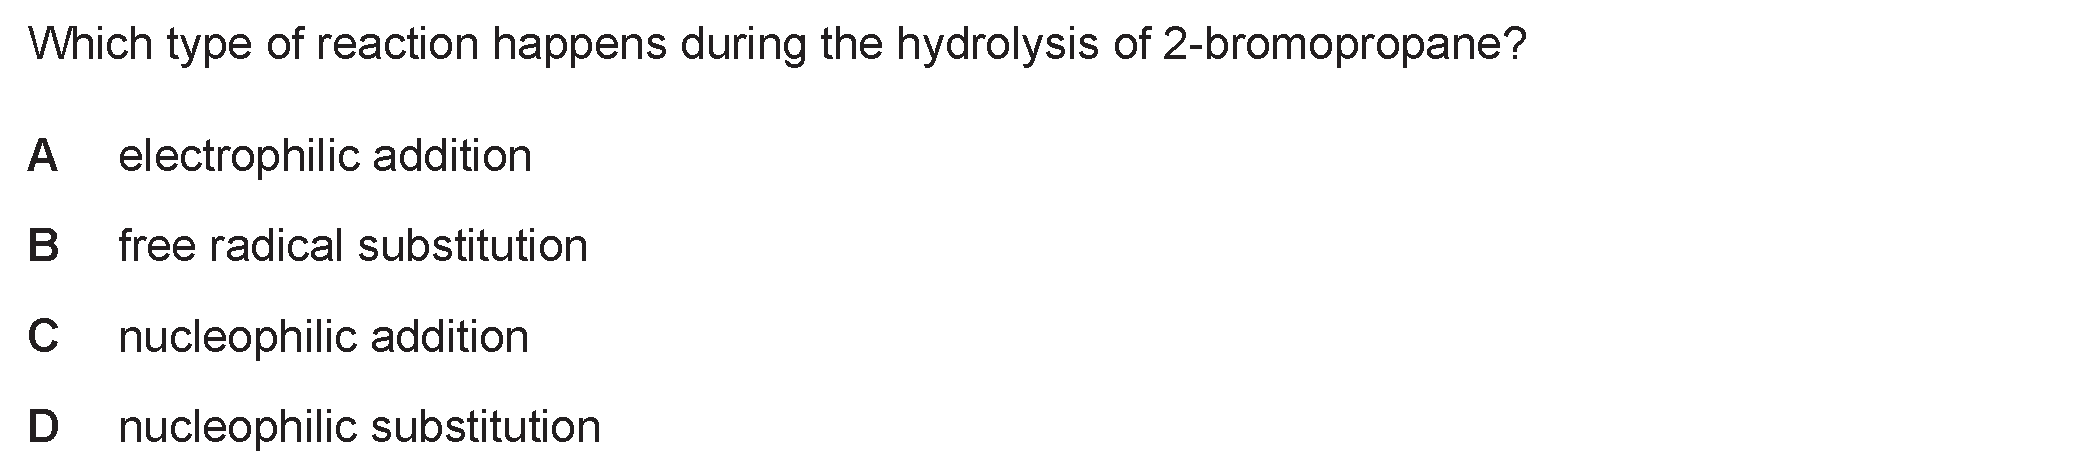 Which type of reaction happens during the hydrolysis of 2-bromopropane?
A electrophilic addition
B free radical substitution
C nucleophilic addition
D nucleophilic substitution